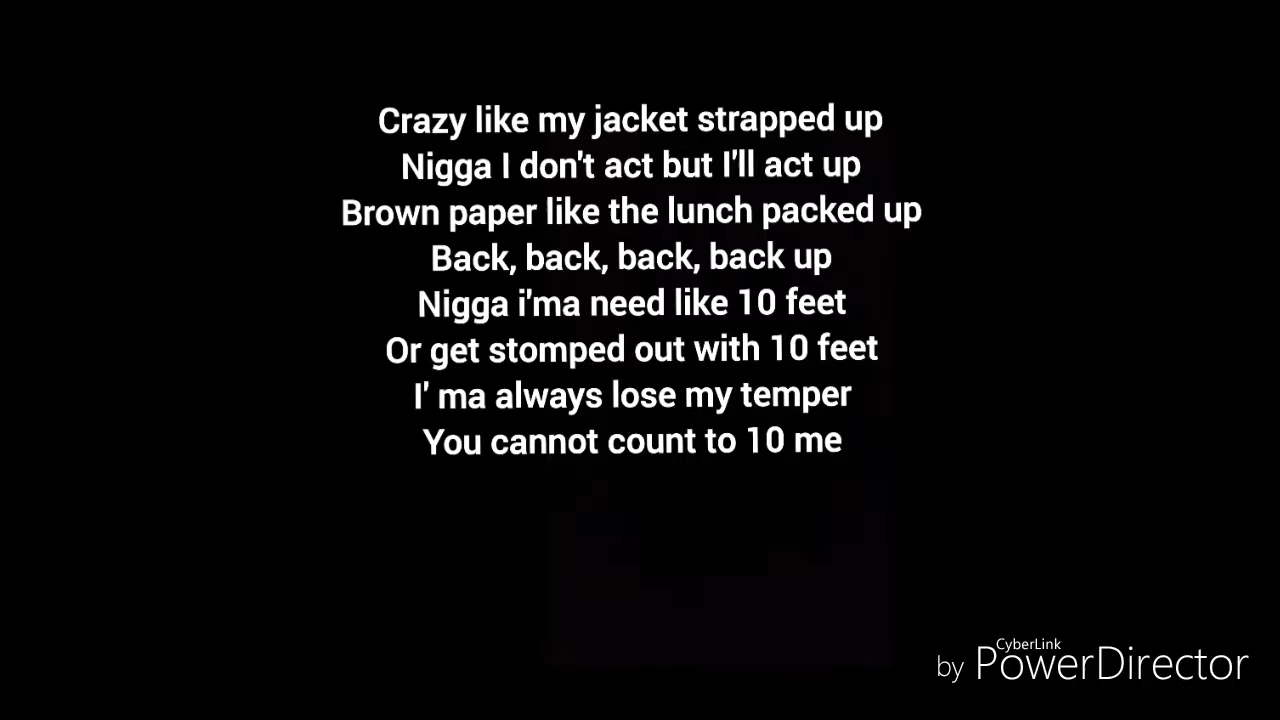 Crazy like my jacket strapped up
Nigga I don't act but I'll act up
Brown paper like the lunch packed up
Back, back, back, back up
Nigga i'ma need like 10 feet
Or get stomped out with 10 feet
I' ma always lose my temper
You cannot count to 10 me
CyberLink
by PowerDirector